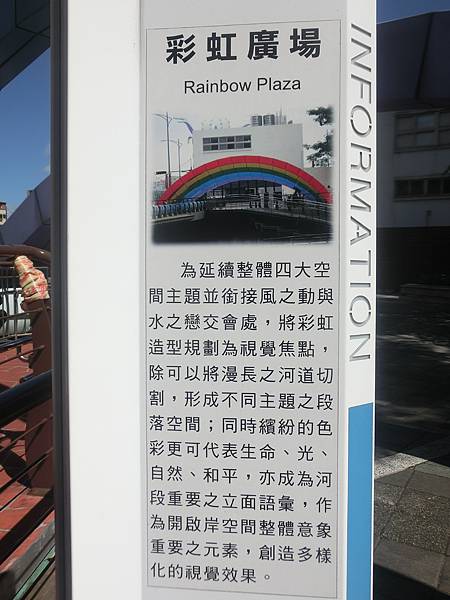 彩虹廣場
Rainbow Plaza
INFORMATION
為延續整體四大空
間主題並銜接風之動與
水之戀交會處，將彩虹
造型規劃為視覺焦點，
除可以將漫長之河道切
割，形成不同主題之段
落空間；同時繽紛的色
彩更可代表生命、光、
自然、和平，亦成為河
段重要之立面語彙，作
為開啟岸空間整體意象
重要之元素，創造多樣
化的視覺效果。